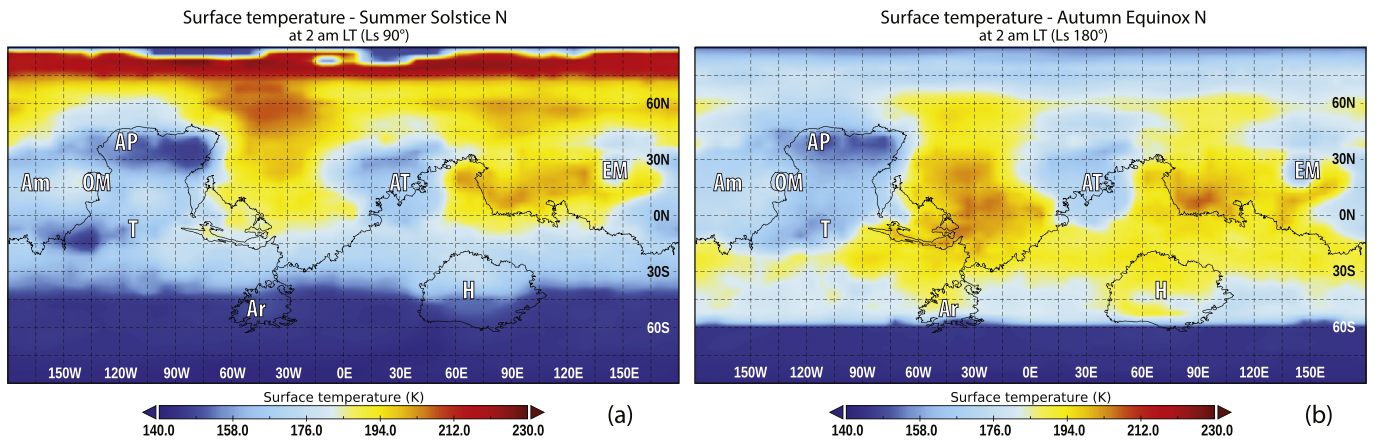 Surface temperature - Summer Solstice N
at 2 am LT (Ls 90°)
60N
AP
30N
EM
Am
OM
AT
0N
T
30S
H
Ar
60S
150W 120W 90W 60W 30W 0E 30E 60E 90E 120E 150E
Surface temperature (K)
140.0 158.0 176.0 194.0 212.0 230.0
(a)
Surface temperature - Autumn Equinox N
at 2 am LT (Ls 180°)
60N
AP
30N
EM
Am
OM
AT
0N
T
30S
H
Ar
60S
150W 120W 90W 60W 30W 0E 30E 60E 90E 120E 150E
Surface temperature (K)
140.0 158.0 176.0 194.0 212.0 230.0
(b)